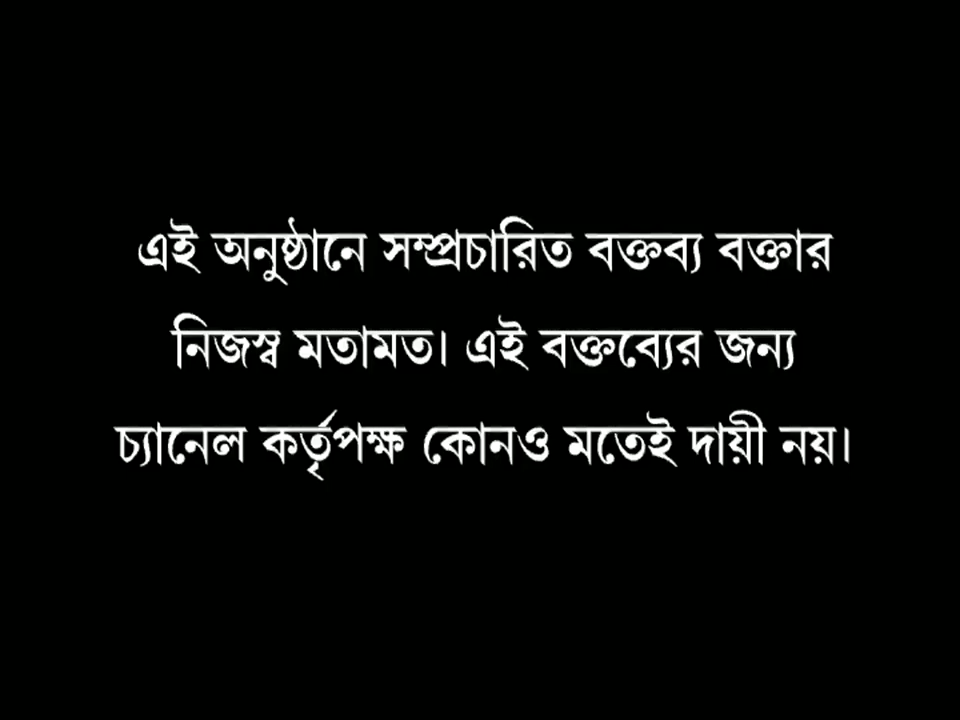 এই অনুষ্ঠানে সম্প্রচারিত বক্তব্য বক্তার
নিজস্ব মতামত। এই বক্তব্যের জন্য
চ্যানেল কর্তৃপক্ষ কোনও মতেই দায়ী নয়।